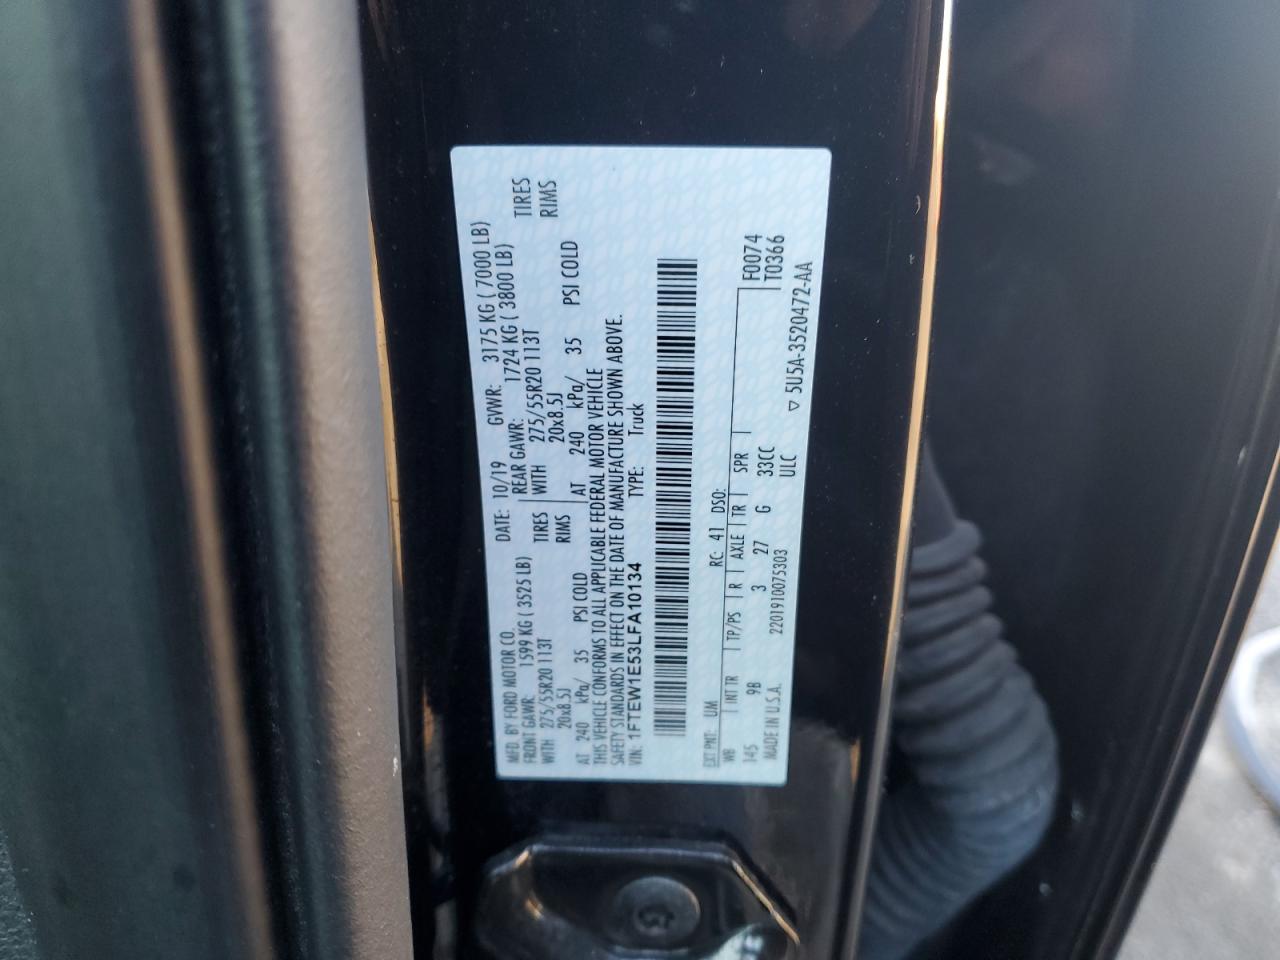 MFD. BY FORD MOTOR CO.
DATE: 10/19 GVWR: 3175 KG ( 7000 LB)
FRONT GAWR: 1599 KG ( 3525 LB) REAR GAWR: 1724 KG ( 3800 LB)
WITH 275/55R20 113T TIRES WITH 275/55R20 113T TIRES
20x8.5J RIMS 20x8.5J RIMS
AT 240 kPa/ 35 PSI COLD AT 240 kPa/ 35 PSI COLD
THIS VEHICLE CONFORMS TO ALL APPLICABLE FEDERAL MOTOR VEHICLE
SAFETY STANDARDS IN EFFECT ON THE DATE OF MANUFACTURE SHOWN ABOVE.
VIN: 1FTEW1E53LFA10134 TYPE: Truck
EXT PNT: UM RC: 41 DSO:
WB INT TR TP/PS R AXLE TR SPR F0074
145 9B 3 27 G 33CC T0366
MADE IN U.S.A. 2201910075303 ULC
▽ 5U5A-3520472-AA